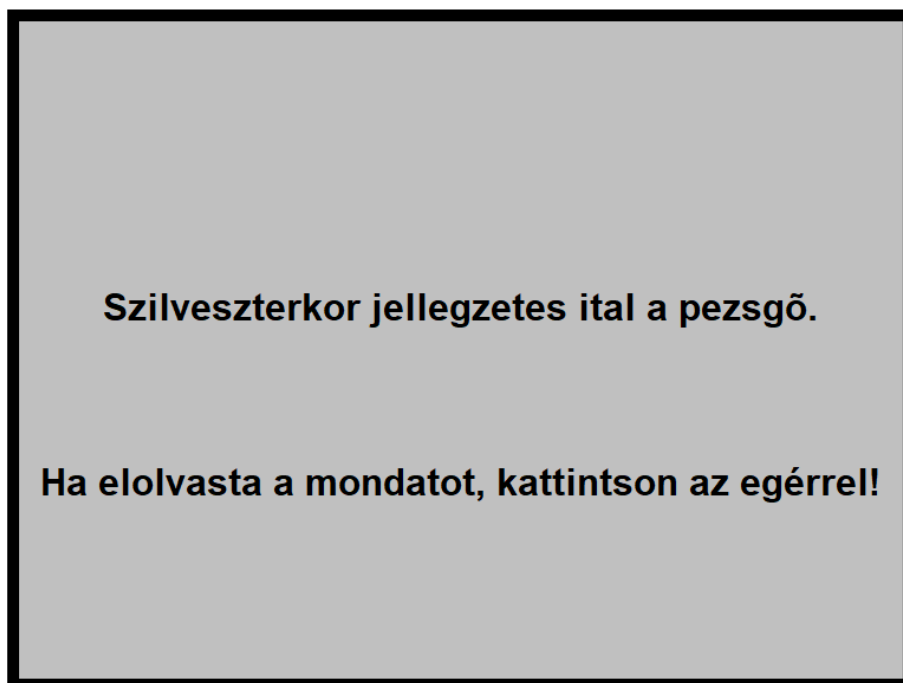 Szilveszterkor jellegzetes ital a pezsgõ.
Ha elolvasta a mondatot, kattintson az egérrel!